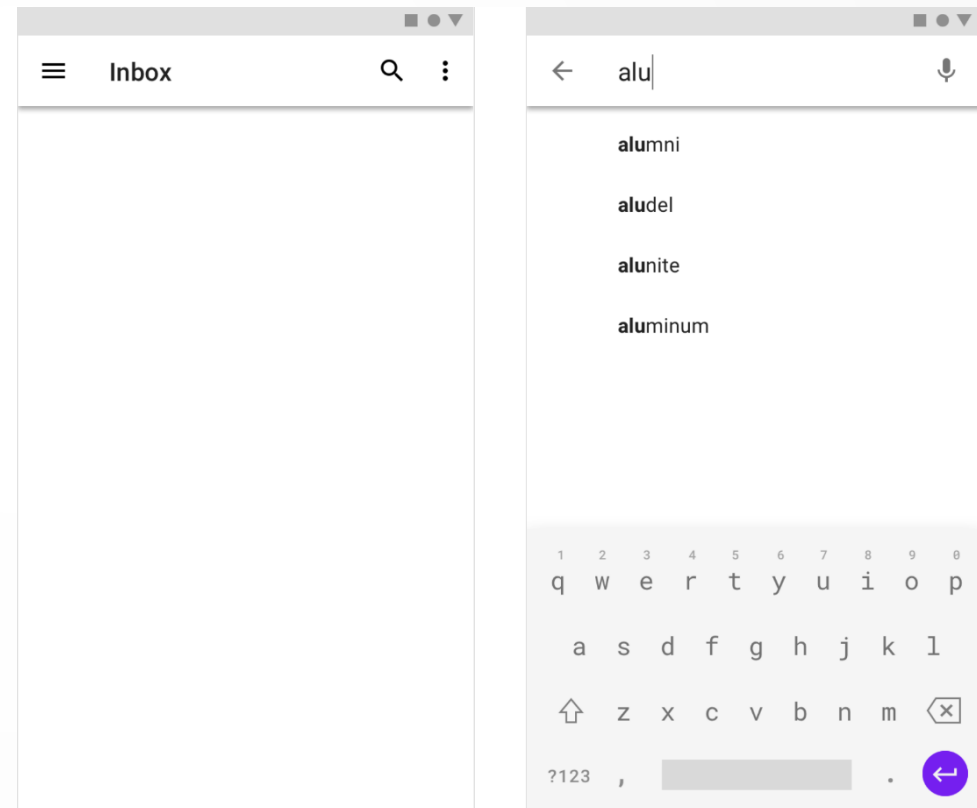 Inbox
alu
alumni
aludel
alunite
aluminum
1 2 3 4 5 6 7 8 9 0
q w e r t y u i o p
a s d f g h j k l
z x c v b n m
?123 , .